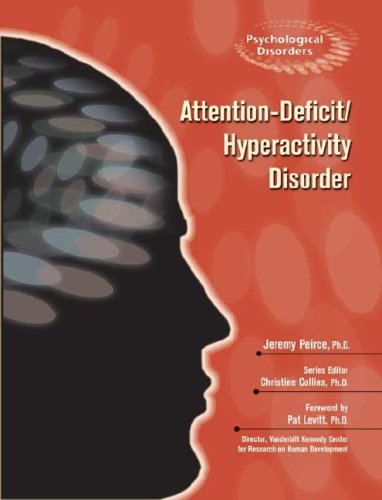 Psychological
Disorders
Attention-Deficit/
Hyperactivity
Disorder
Jeremy Peirce, Ph.D.
Series Editor
Christine Collins, Ph.D.
Foreword by
Pat Levitt, Ph.D.
Director, Vanderbilt Kennedy Center
for Research on Human Development